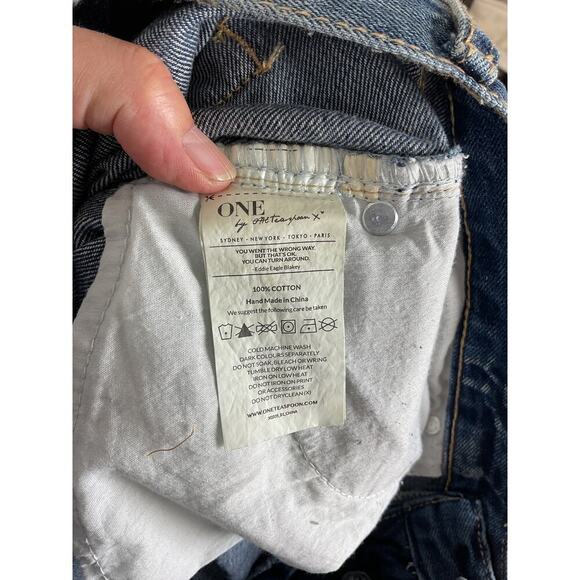 ONE
by oneteaspoon x
SYDNEY • NEW YORK • TOKYO • PARIS
YOU WENT THE WRONG WAY.
BUT THAT'S OK.
YOU CAN TURN AROUND.
-Eddie Eagle Blakey
100% COTTON
Hand Made in China
We suggest the following care be taken
COLD MACHINE WASH
DARK COLOURS SEPARATELY
DO NOT SOAK, BLEACH OR WRING
TUMBLE DRY LOW HEAT
IRON ON LOW HEAT
DO NOT IRON ON PRINT
OR ACCESSORIES
DO NOT DRYCLEAN (X)
WWW.ONETEASPOON.COM